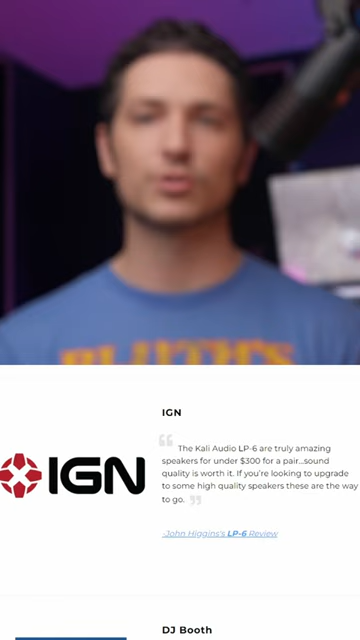 BLUTH'S
IGN
IGN
“ The Kali Audio LP-6 are truly amazing
speakers for under $300 for a pair...sound
quality is worth it. If you're looking to upgrade
to some high quality speakers these are the way
to go. ”
-John Higgins's LP-6 Review
DJ Booth